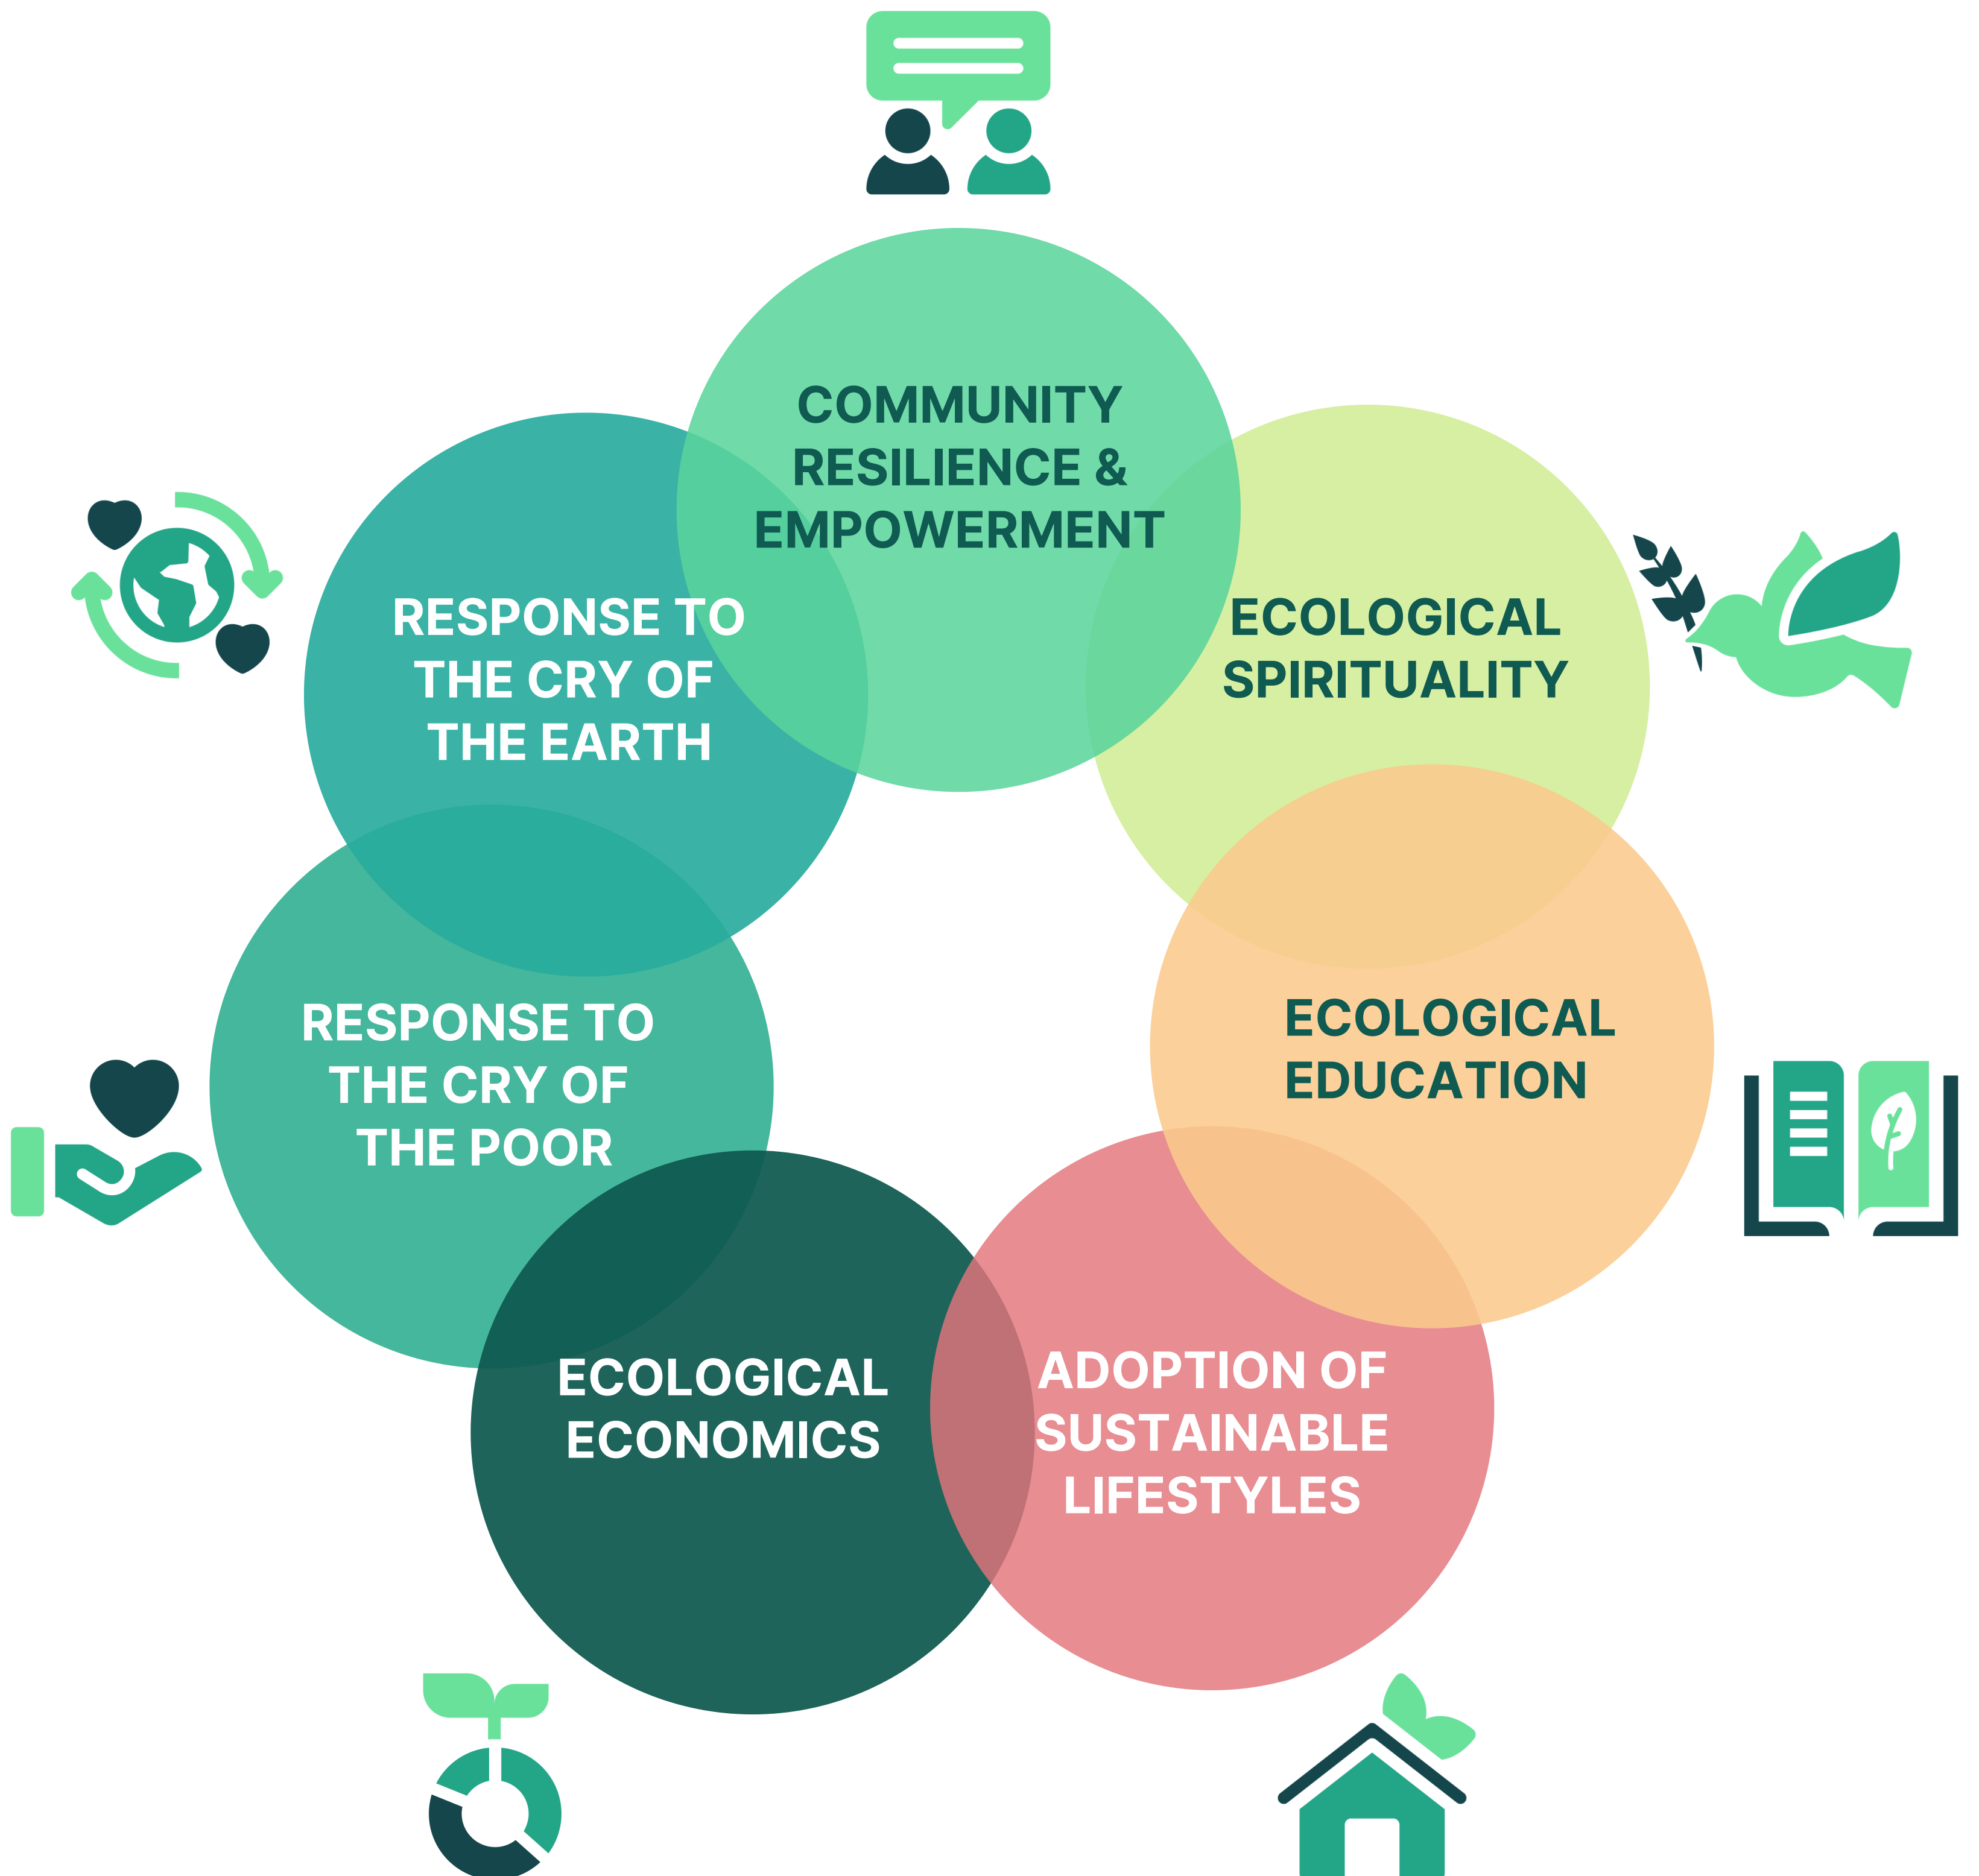 COMMUNITY
RESILIENCE &
EMPOWERMENT
RESPONSE TO
THE CRY OF
THE EARTH
ECOLOGICAL
SPIRITUALITY
RESPONSE TO
THE CRY OF
THE POOR
ECOLOGICAL
EDUCATION
ECOLOGICAL
ECONOMICS
ADOPTION OF
SUSTAINABLE
LIFESTYLES